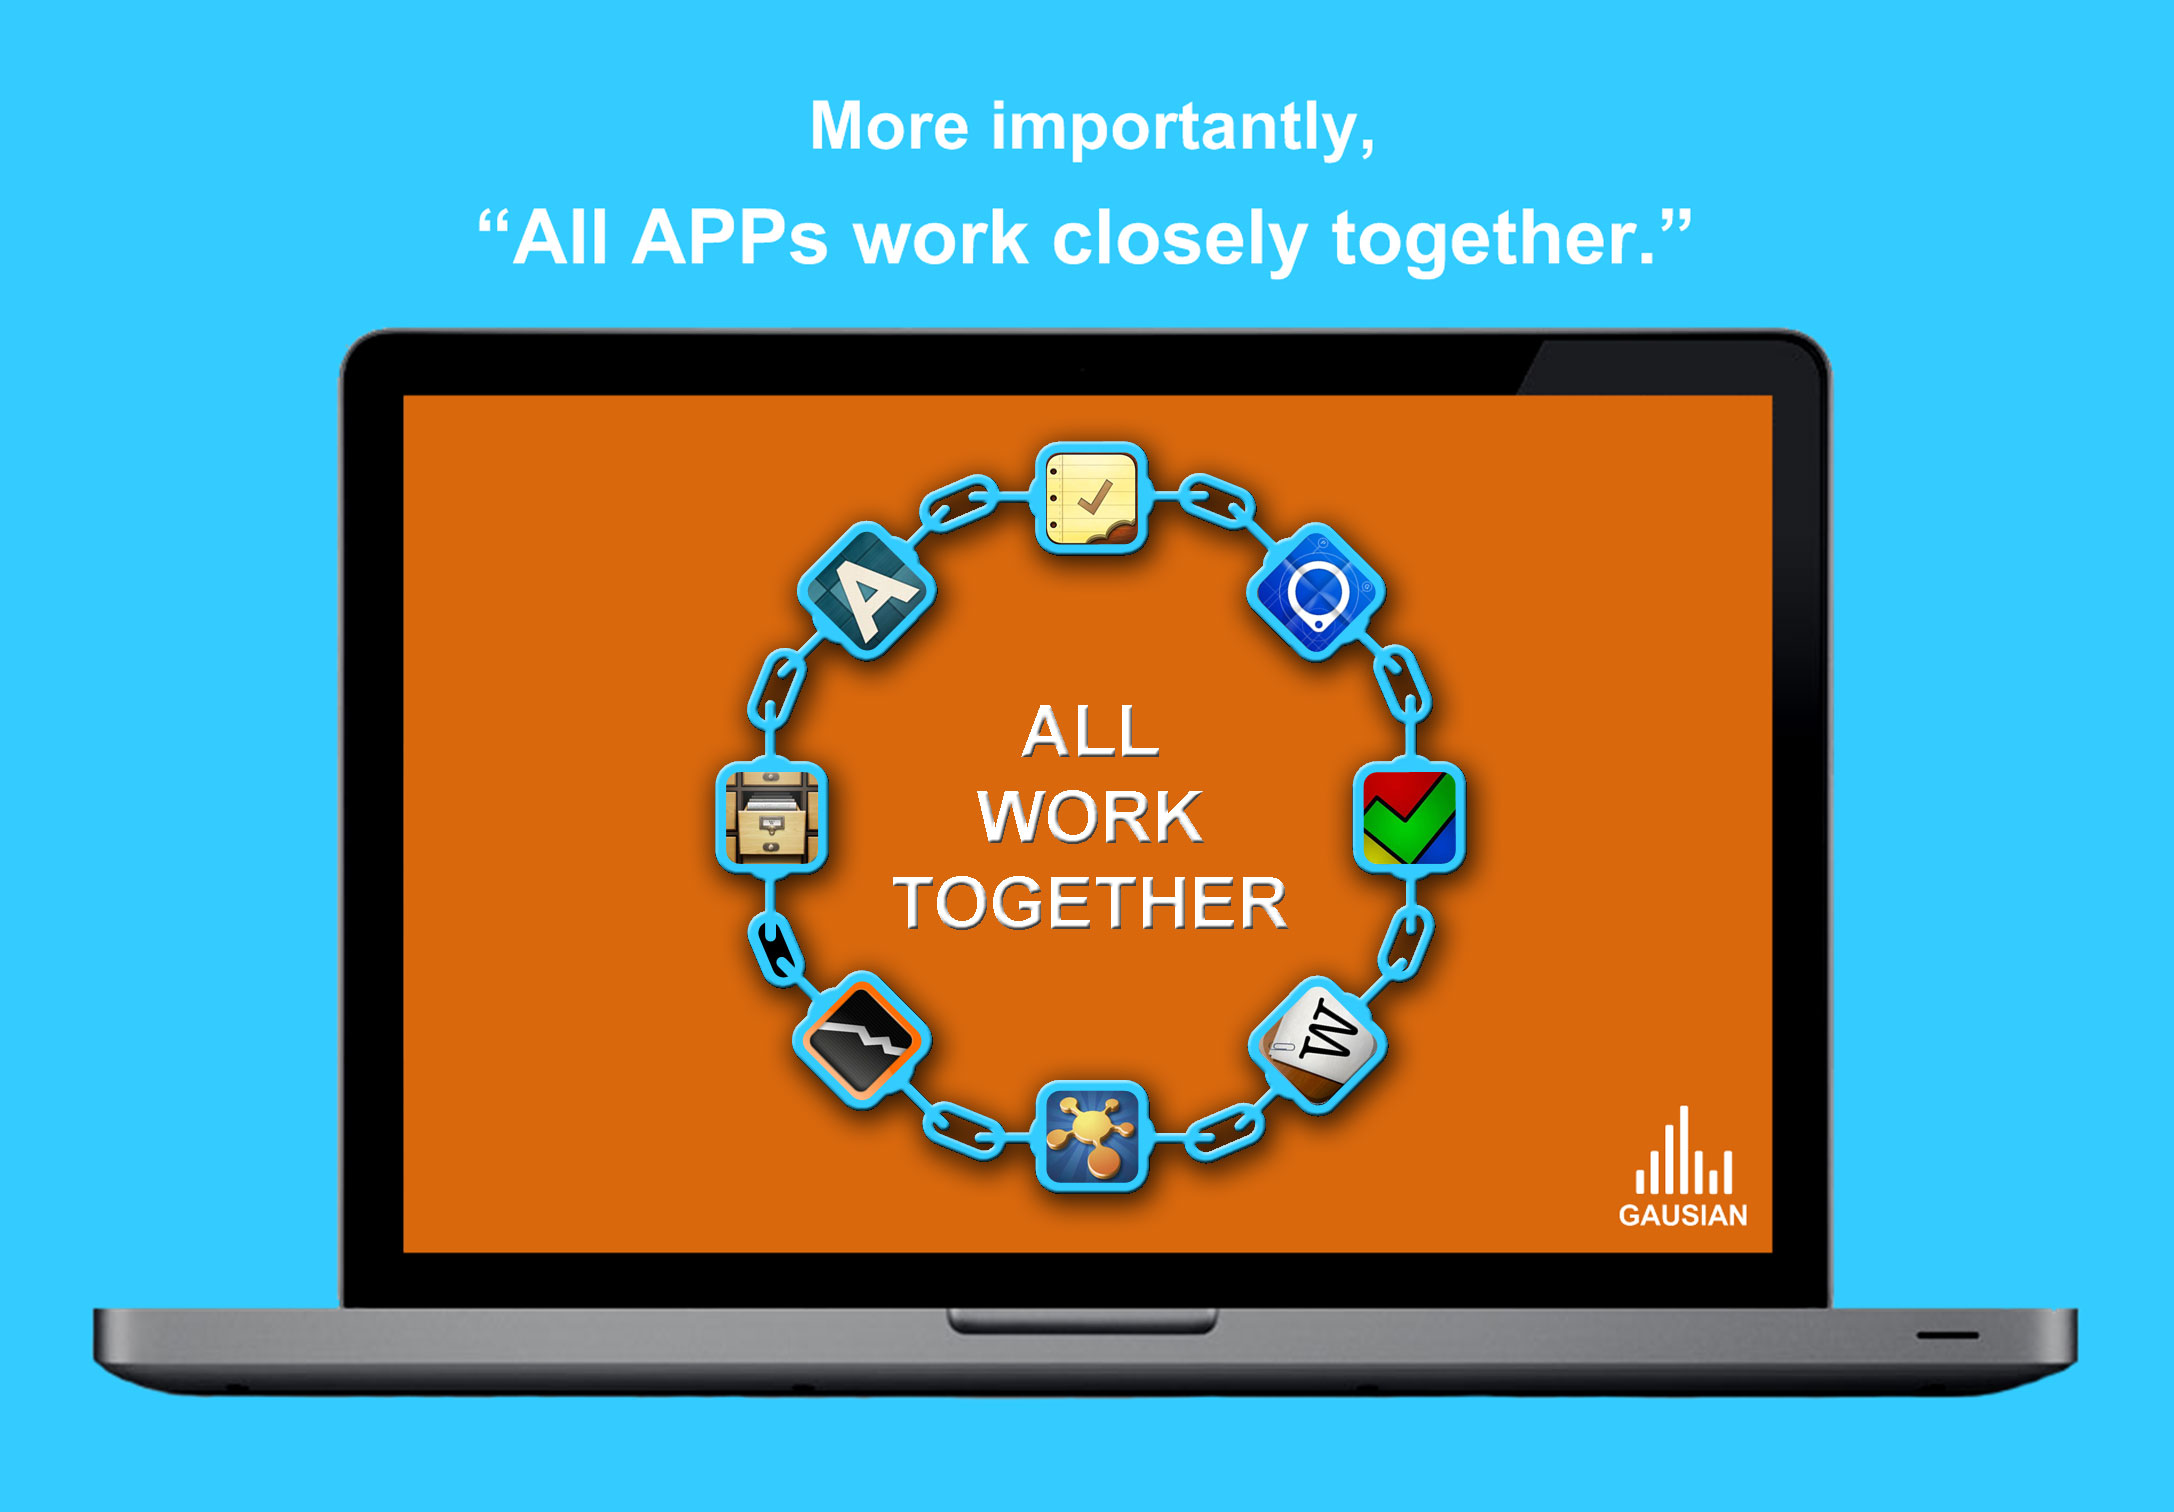 More importantly,
“All APPs work closely together.”
A
ALL
WORK
TOGETHER
W
GAUSIAN